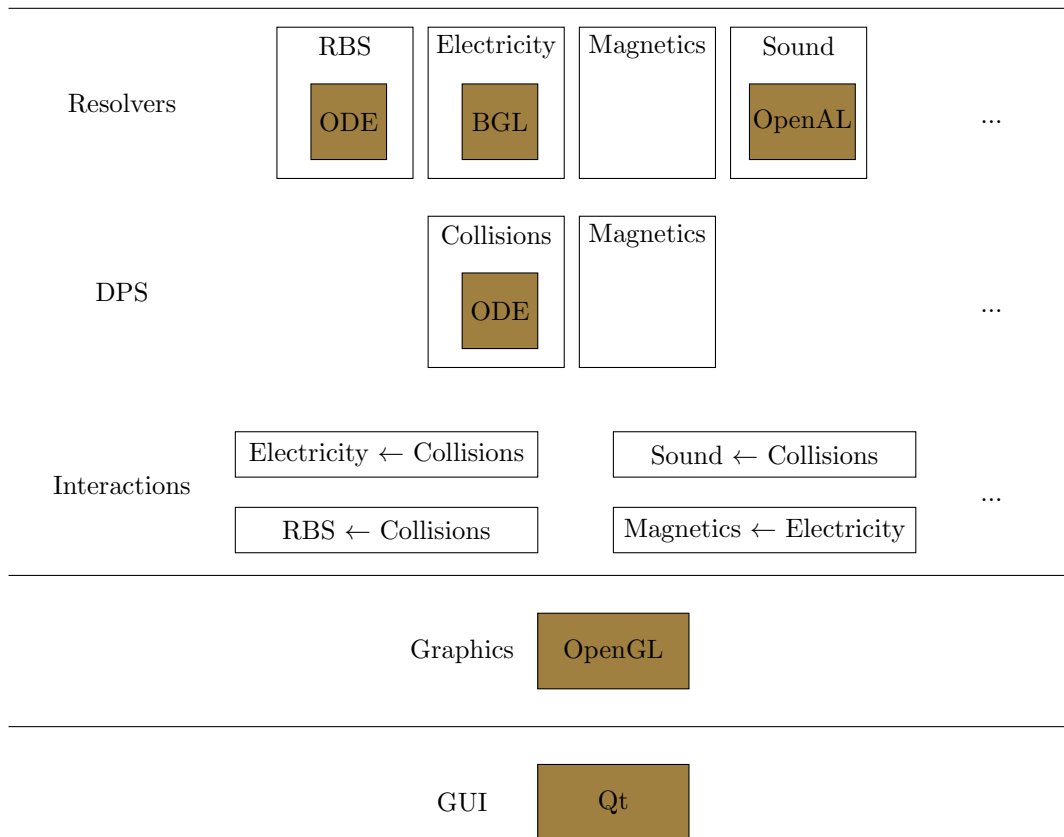 RBS Electricity Magnetics Sound
Resolvers ODE BGL OpenAL ...
Collisions Magnetics
DPS ODE ...
Electricity ← Collisions Sound ← Collisions
Interactions ...
RBS ← Collisions Magnetics ← Electricity
Graphics OpenGL
GUI Qt